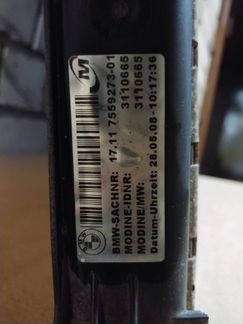 M
BMW-SACHNR: 17.11 7559273-01
MODINE-IDNR: 3110665
MODINE/MW: 3110665
Datum-Uhrzeit: 28.05.08 - 10:17:36